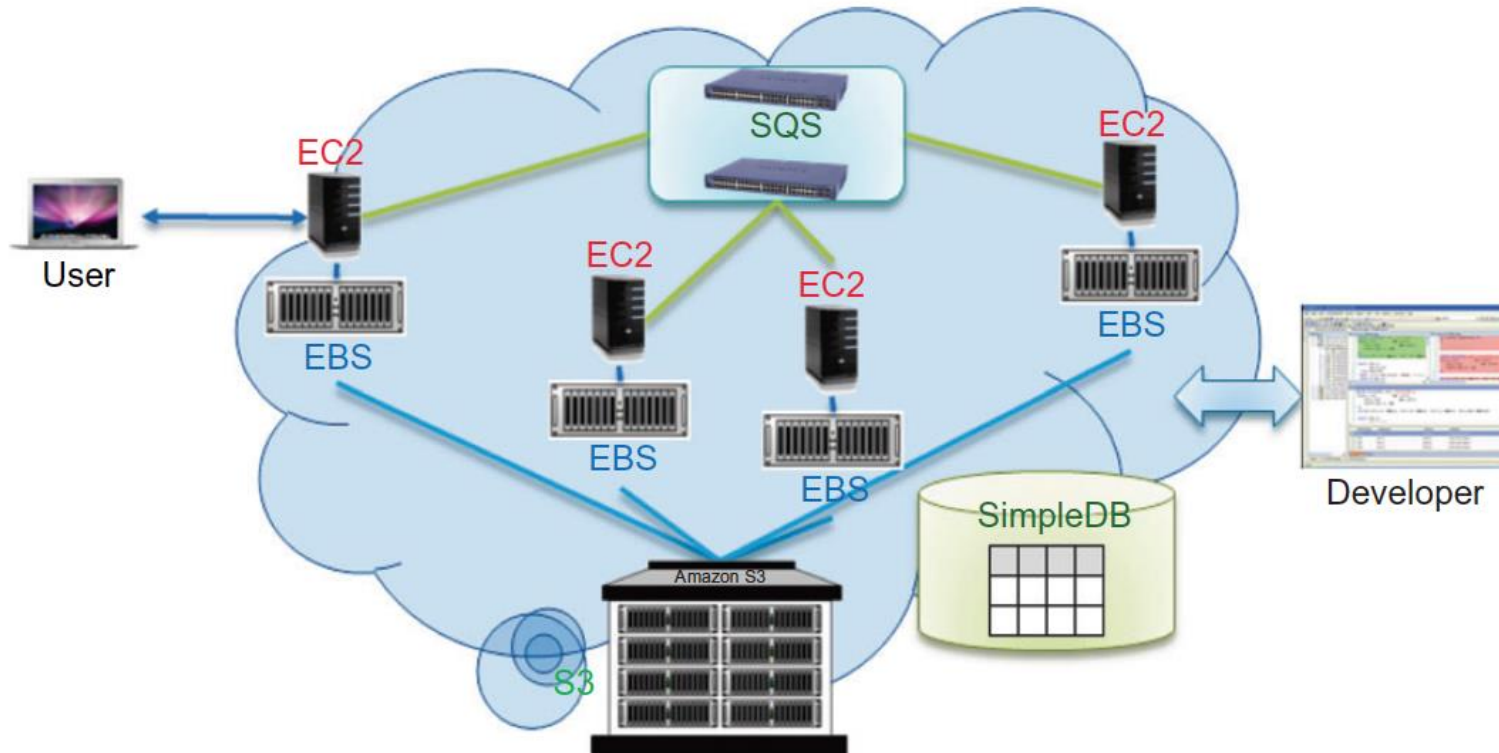 SQS
EC2
EC2
User
EC2
EC2
EBS
EBS
EBS
EBS
SimpleDB
Developer
Amazon S3
S3